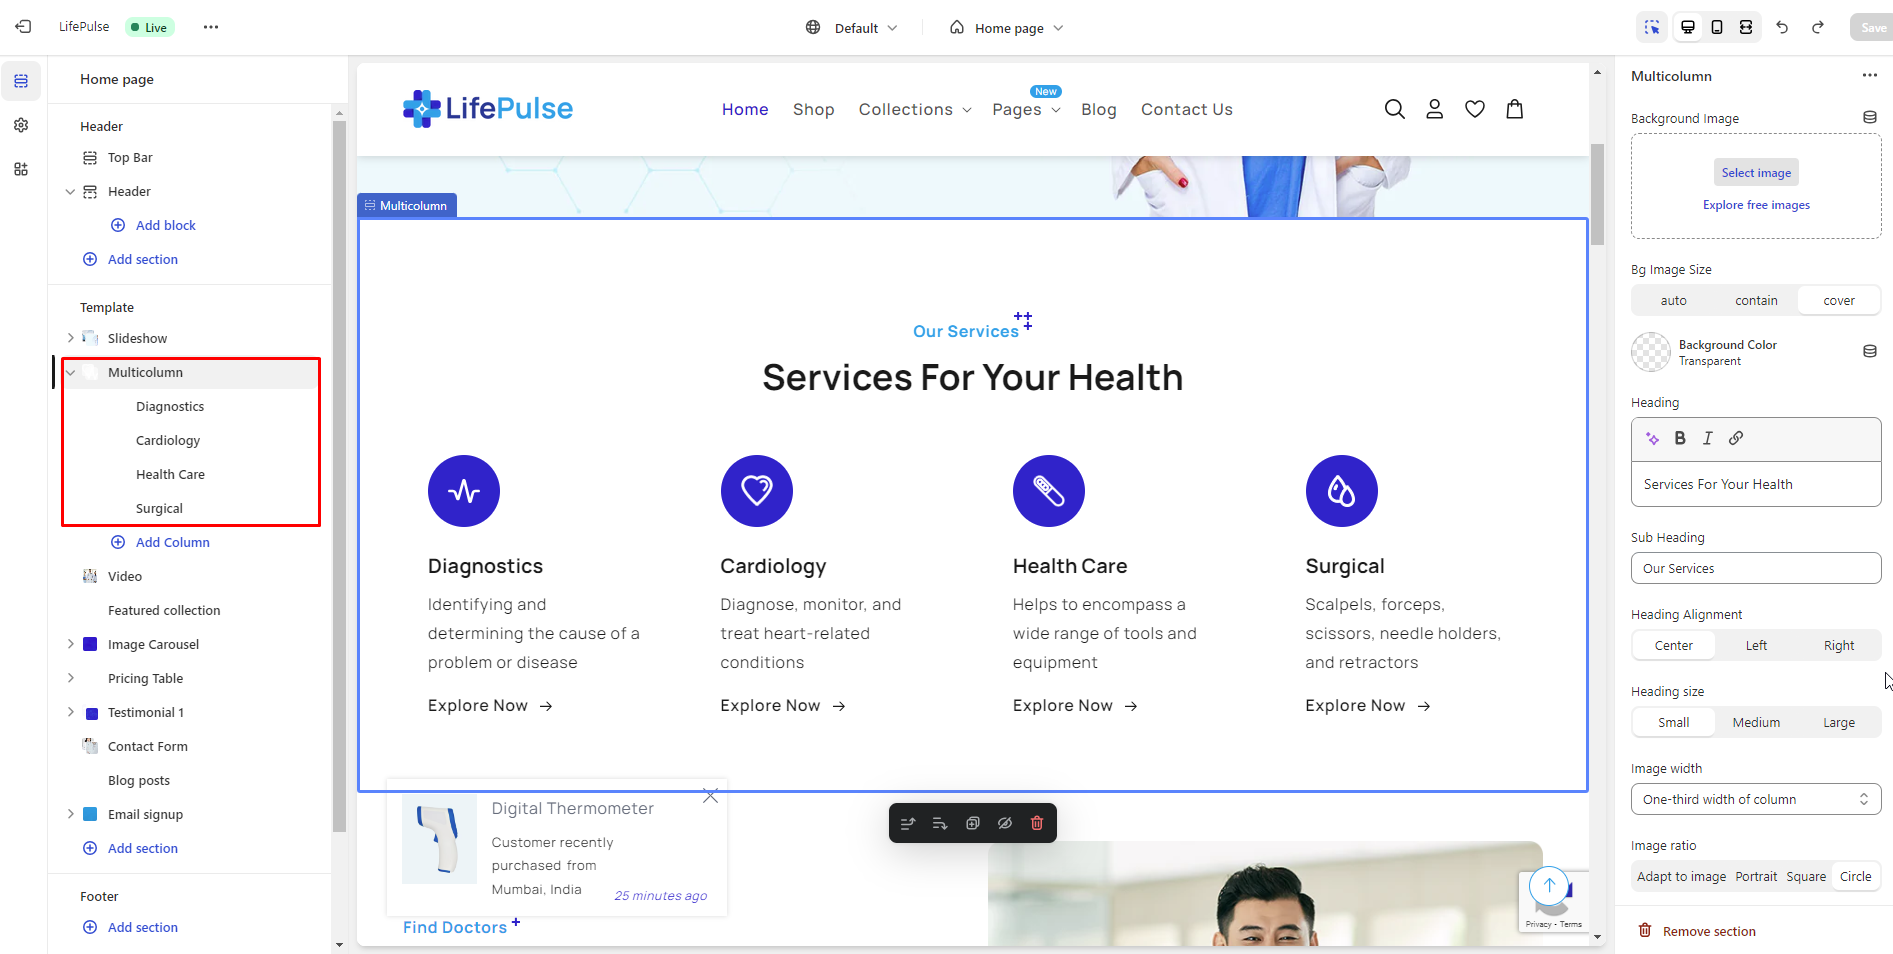 LifePulse
Live
Default
Home page
Save
Home page
Header
Top Bar
Header
Add block
Add section
Template
Slideshow
Multicolumn
Diagnostics
Cardiology
Health Care
Surgical
Add Column
Video
Featured collection
Image Carousel
Pricing Table
Testimonial 1
Contact Form
Blog posts
Email signup
Add section
Footer
Add section
LifePulse
Home
Shop
Collections
New
Pages
Blog
Contact Us
Multicolumn
Our Services
Services For Your Health
Diagnostics
Identifying and
determining the cause of a
problem or disease
Explore Now
Cardiology
Diagnose, monitor, and
treat heart-related
conditions
Explore Now
Health Care
Helps to encompass a
wide range of tools and
equipment
Explore Now
Surgical
Scalpels, forceps,
scissors, needle holders,
and retractors
Explore Now
Digital Thermometer
Customer recently
purchased from
Mumbai, India
25 minutes ago
Find Doctors
Privacy - Terms
Multicolumn
Background Image
Select image
Explore free images
Bg Image Size
auto contain cover
Background Color
Transparent
Heading
B I
Services For Your Health
Sub Heading
Our Services
Heading Alignment
Center Left Right
Heading size
Small Medium Large
Image width
One-third width of column
Image ratio
Adapt to image Portrait Square Circle
Remove section